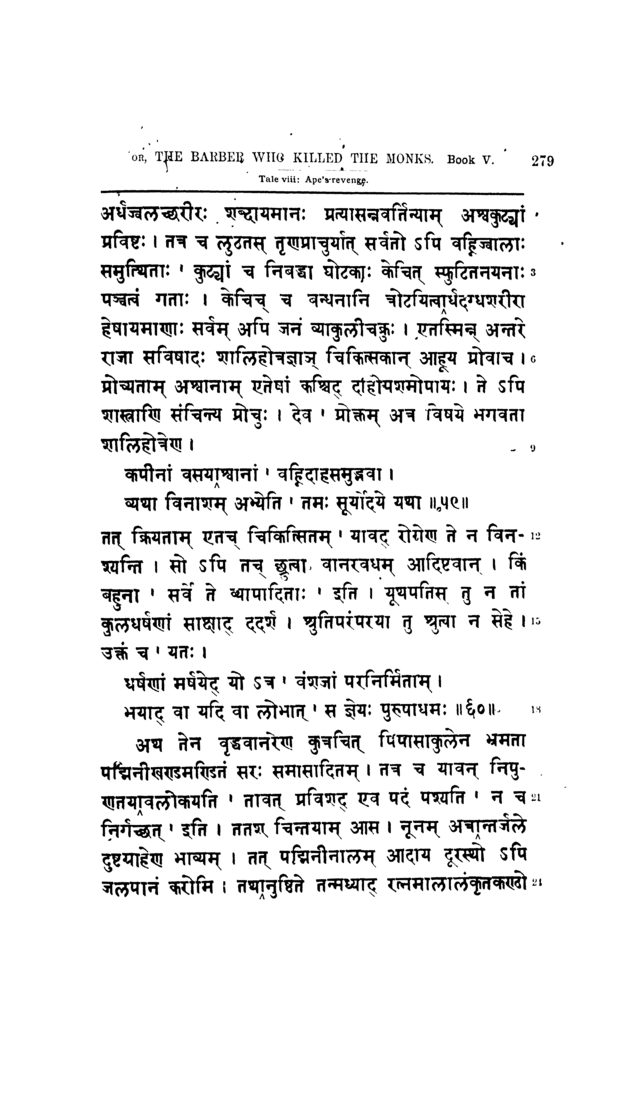 or, THE BARBER WHO KILLED THE MONKS. Book V. 279
Tale viii: Ape's revenge.
अर्धज्वलच्छरीरः शब्दायमानः प्रत्यासन्नवर्तिन्याम् अश्वकुट्यां '
प्रविष्टः । तत्र च लुठतस् तृणप्राचुर्यात् सर्वतो ऽपि वह्निज्वालाः
समुत्थिताः ' कुट्यां च निबद्धा घोटकाः केचित् स्फुटितनयनाः 3
पञ्चत्वं गताः । केचिच् च बन्धनानि त्रोटयित्वार्धदग्धशरीरा
हेषायमाणाः सर्वम् अपि जनं व्याकुलीचक्रुः । एतस्मिन्न् अन्तरे
राजा सविषादः शालिहोत्रज्ञाञ् चिकित्सकान् आहूय प्रोवाच । 6
प्रोच्यताम् अश्वानाम् एतेषां कश्चिद् दाहोपशमोपायः । ते ऽपि
शास्त्राणि संचिन्त्य प्रोचुः । देव ' प्रोक्तम् अत्र विषये भगवता
शालिहोत्रेण । 9
कपीनां वसयाश्वानां ' वह्निदाहसमुद्भवा ।
व्यथा विनाशम् अभ्येति ' तमः सूर्योदये यथा ॥ ५९॥
तत् क्रियताम् एतच् चिकित्सितम् ' यावद् रोगेण ते न विन- 12
श्यन्ति । सो ऽपि तच् छ्रुत्वा वानरवधम् आदिष्टवान् । किं
बहुना ' सर्वे ते व्यापादिताः ' इति । यूथपतिस् तु न तां
कुलधर्षणां साक्षाद् ददर्श । श्रुतिपरंपरया तु श्रुत्वा न सेहे । 15
उक्तं च ' यतः ।
धर्षणां मर्षयेद् यो ऽत्र ' वंशजां परनिर्मिताम् ।
भयाद् वा यदि वा लोभात् ' स ज्ञेयः पुरुषाधमः ॥६०॥ 18
अथ तेन वृद्धवानरेण कुत्रचित् पिपासाकुलेन भ्रमता
पद्मिनीखण्डमण्डितं सरः समासादितम् । तत्र च यावन् निपु-
णतयावलोकयति ' तावत् प्रविशद् एव पदं पश्यति ' न च 21
निर्गच्छत् ' इति । ततश् चिन्तयाम् आस । नूनम् अत्रान्तर्जले
दुष्टग्राहेण भाव्यम् । तत् पद्मिनीनालम् आदाय दूरस्थो ऽपि
जलपानं करोमि । तथानुष्ठिते तन्मध्याद् रत्नमालालंकृतकण्ठो 24